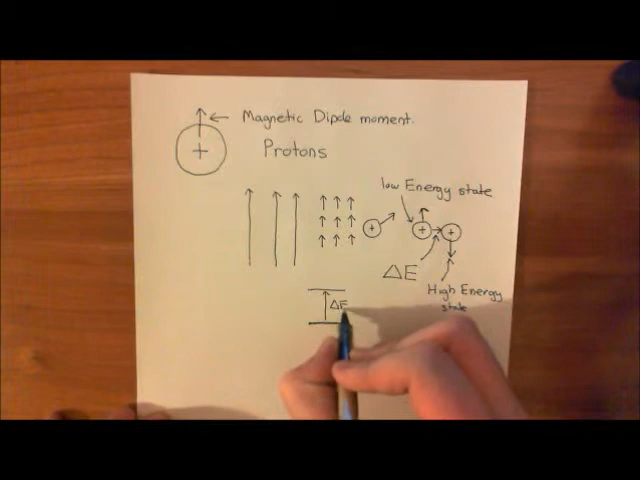 Magnetic Dipole moment.
+
Protons
low Energy state
+
+
+
ΔE
High Energy
state
ΔE